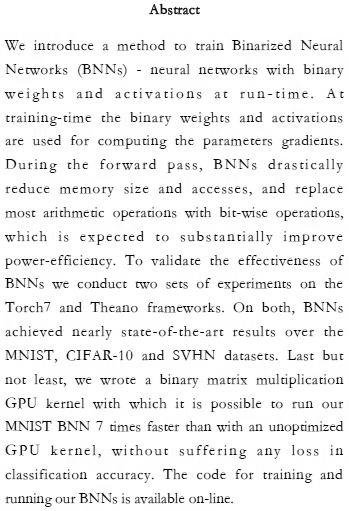 Abstract
We introduce a method to train Binarized Neural
Networks (BNNs) - neural networks with binary
weights and activations at run-time. At
training-time the binary weights and activations
are used for computing the parameters gradients.
During the forward pass, BNNs drastically
reduce memory size and accesses, and replace
most arithmetic operations with bit-wise operations,
which is expected to substantially improve
power-efficiency. To validate the effectiveness of
BNNs we conduct two sets of experiments on the
Torch7 and Theano frameworks. On both, BNNs
achieved nearly state-of-the-art results over the
MNIST, CIFAR-10 and SVHN datasets. Last but
not least, we wrote a binary matrix multiplication
GPU kernel with which it is possible to run our
MNIST BNN 7 times faster than with an unoptimized
GPU kernel, without suffering any loss in
classification accuracy. The code for training and
running our BNNs is available on-line.